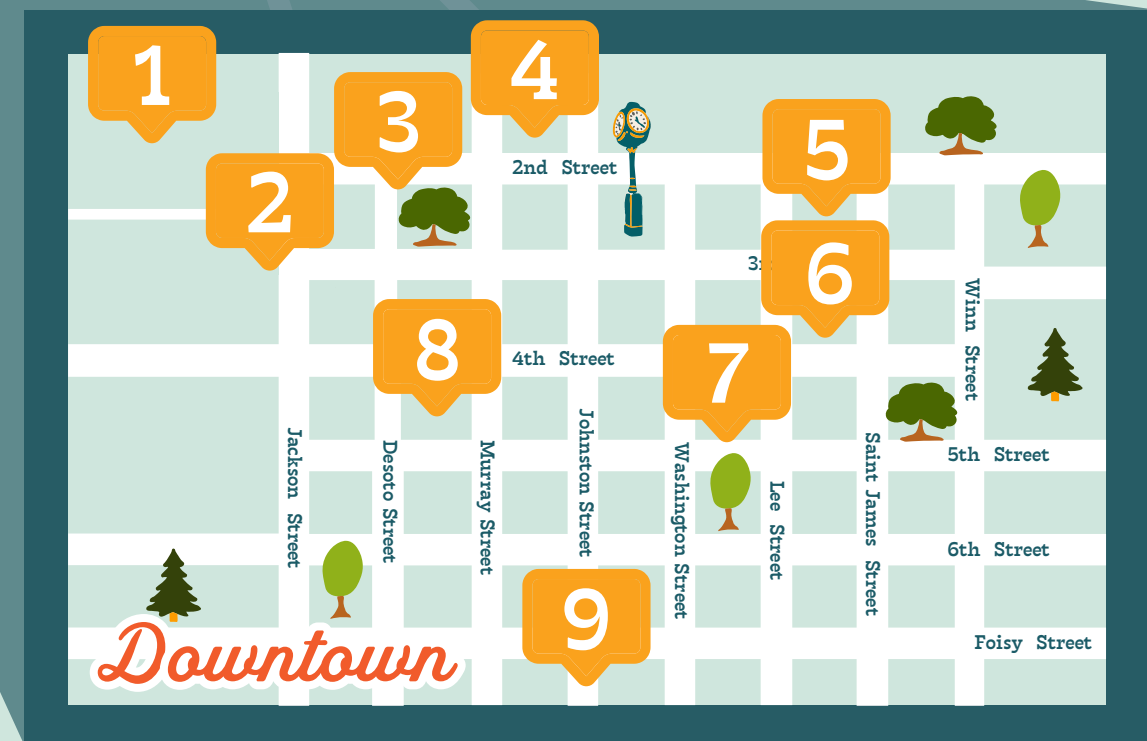 1
4
3
5
2nd Street
2
3
6
Winn Street
8
4th Street
7
Jackson Street
Desoto Street
Murray Street
Johnston Street
Washington Street
Lee Street
Saint James Street
5th Street
6th Street
9
Foisy Street
Downtown